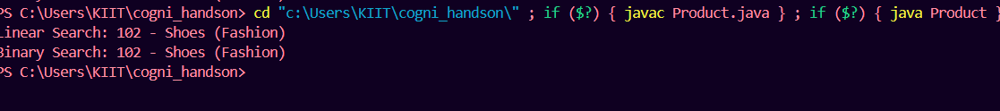 PS C:\Users\KIIT\cogni_handson> cd "c:\Users\KIIT\cogni_handson\" ; if ($?) { javac Product.java } ; if ($?) { java Product }
Linear Search: 102 - Shoes (Fashion)
Binary Search: 102 - Shoes (Fashion)
PS C:\Users\KIIT\cogni_handson>